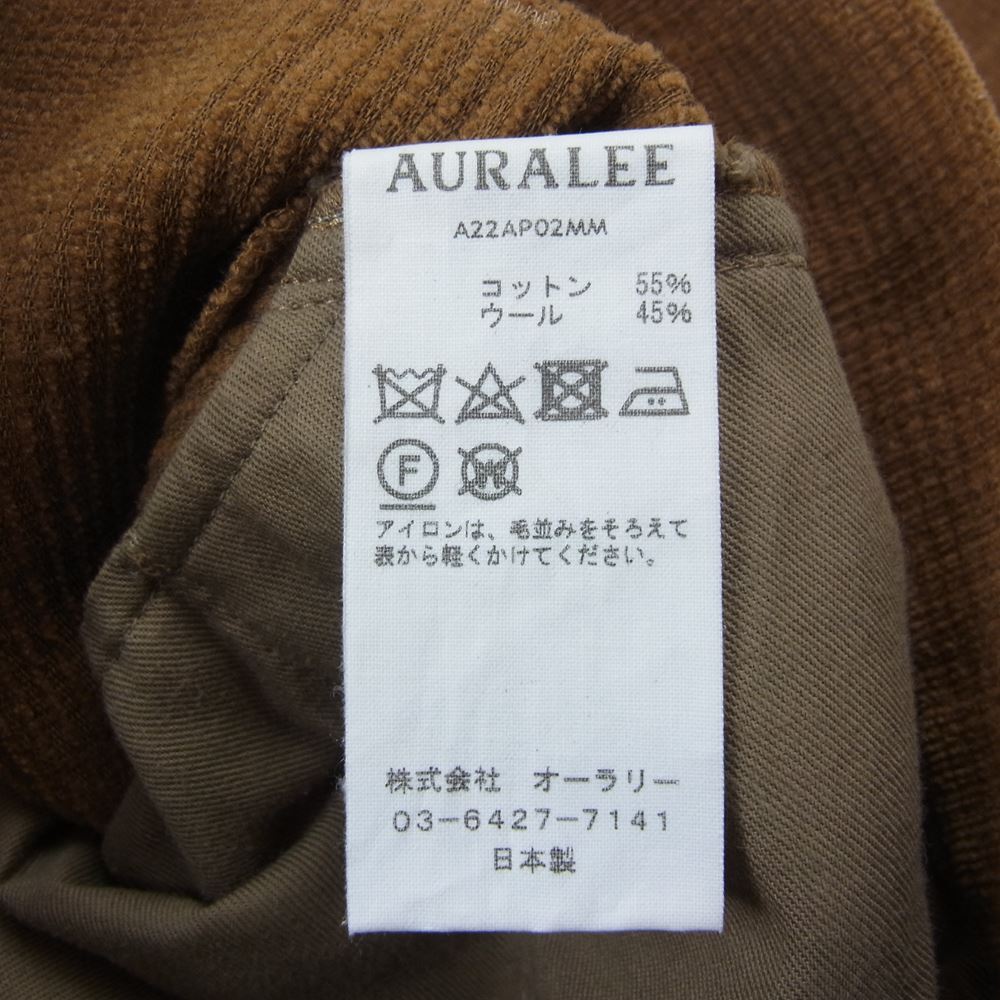 AURALEE
A22AP02MM
コットン 55%
ウール 45%
F
W
アイロンは、毛並みをそろえて
表から軽くかけてください。
株式会社 オーラリー
03-6427-7141
日本製